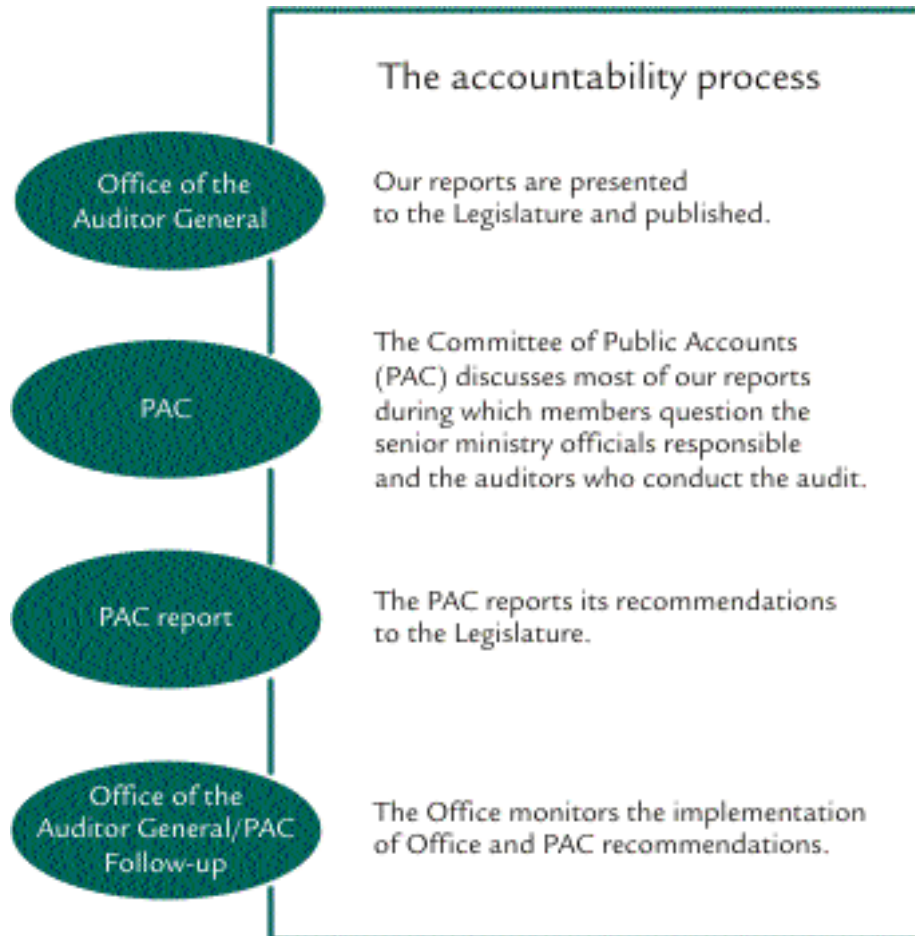 The accountability process
Office of the
Auditor General
Our reports are presented
to the Legislature and published.
PAC
The Committee of Public Accounts
(PAC) discusses most of our reports
during which members question the
senior ministry officials responsible
and the auditors who conduct the audit.
PAC report
The PAC reports its recommendations
to the Legislature.
Office of the
Auditor General/PAC
Follow-up
The Office monitors the implementation
of Office and PAC recommendations.